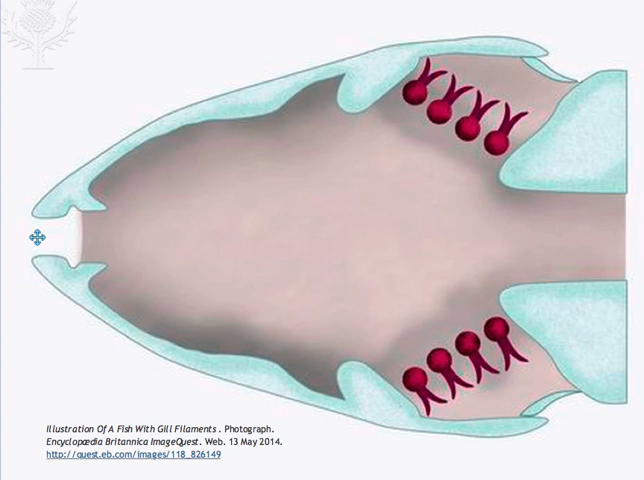 Illustration Of A Fish With Gill Filaments . Photograph.
Encyclopædia Britannica ImageQuest. Web. 13 May 2014.
http://quest.eb.com/images/118_826149